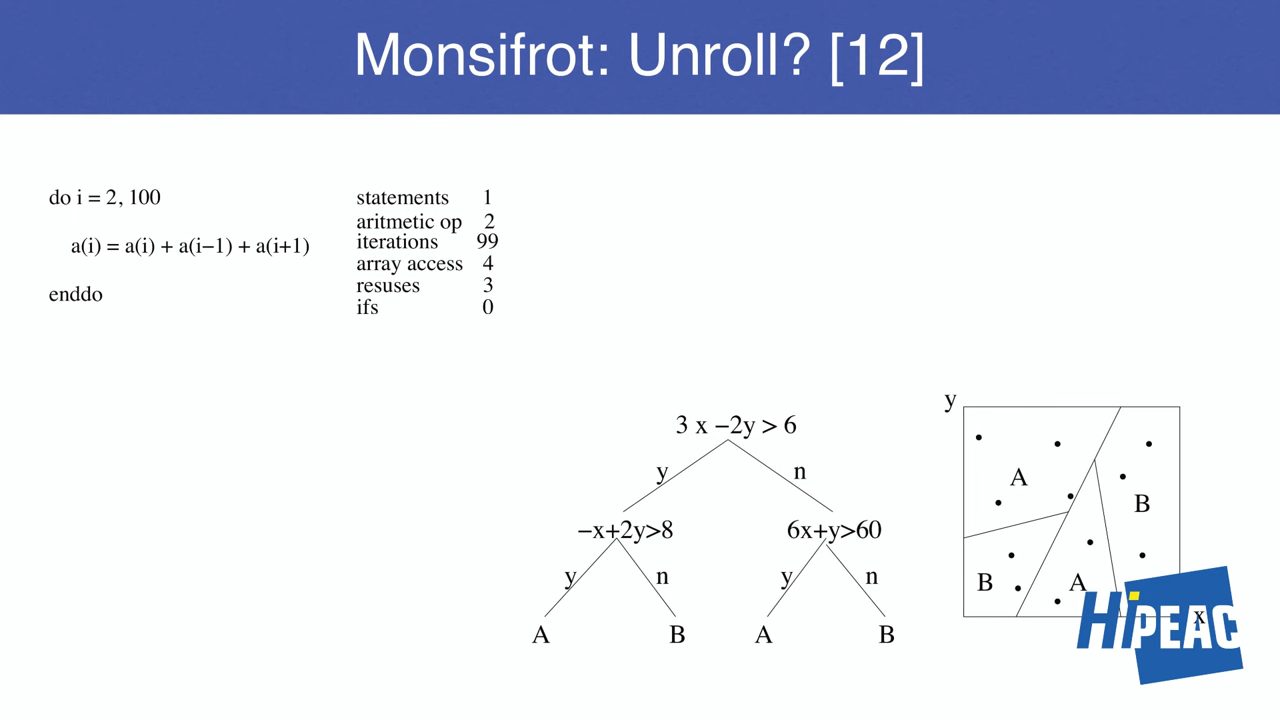 Monsifrot: Unroll? [12]
do i = 2, 100
a(i) = a(i) + a(i−1) + a(i+1)
enddo
statements 1
aritmetic op 2
iterations 99
array access 4
resuses 3
ifs 0
3 x −2y > 6
y n
−x+2y>8 6x+y>60
y n y n
A B A B
y
A
B
B A
x
HiPEAC